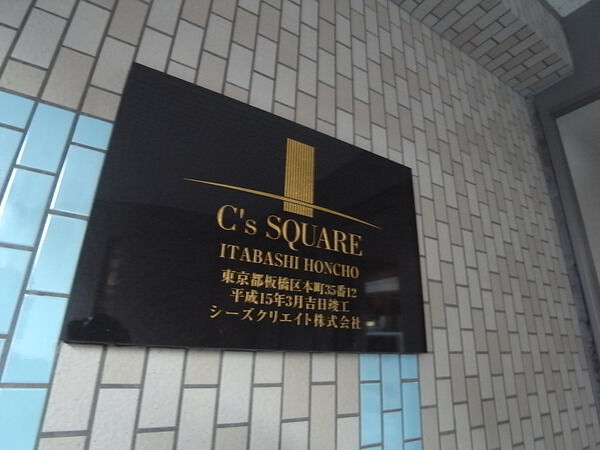 C's SQUARE
ITABASHI HONCHO
東京都板橋区本町35番12
平成15年3月吉日竣工
シーズクリエイト株式会社